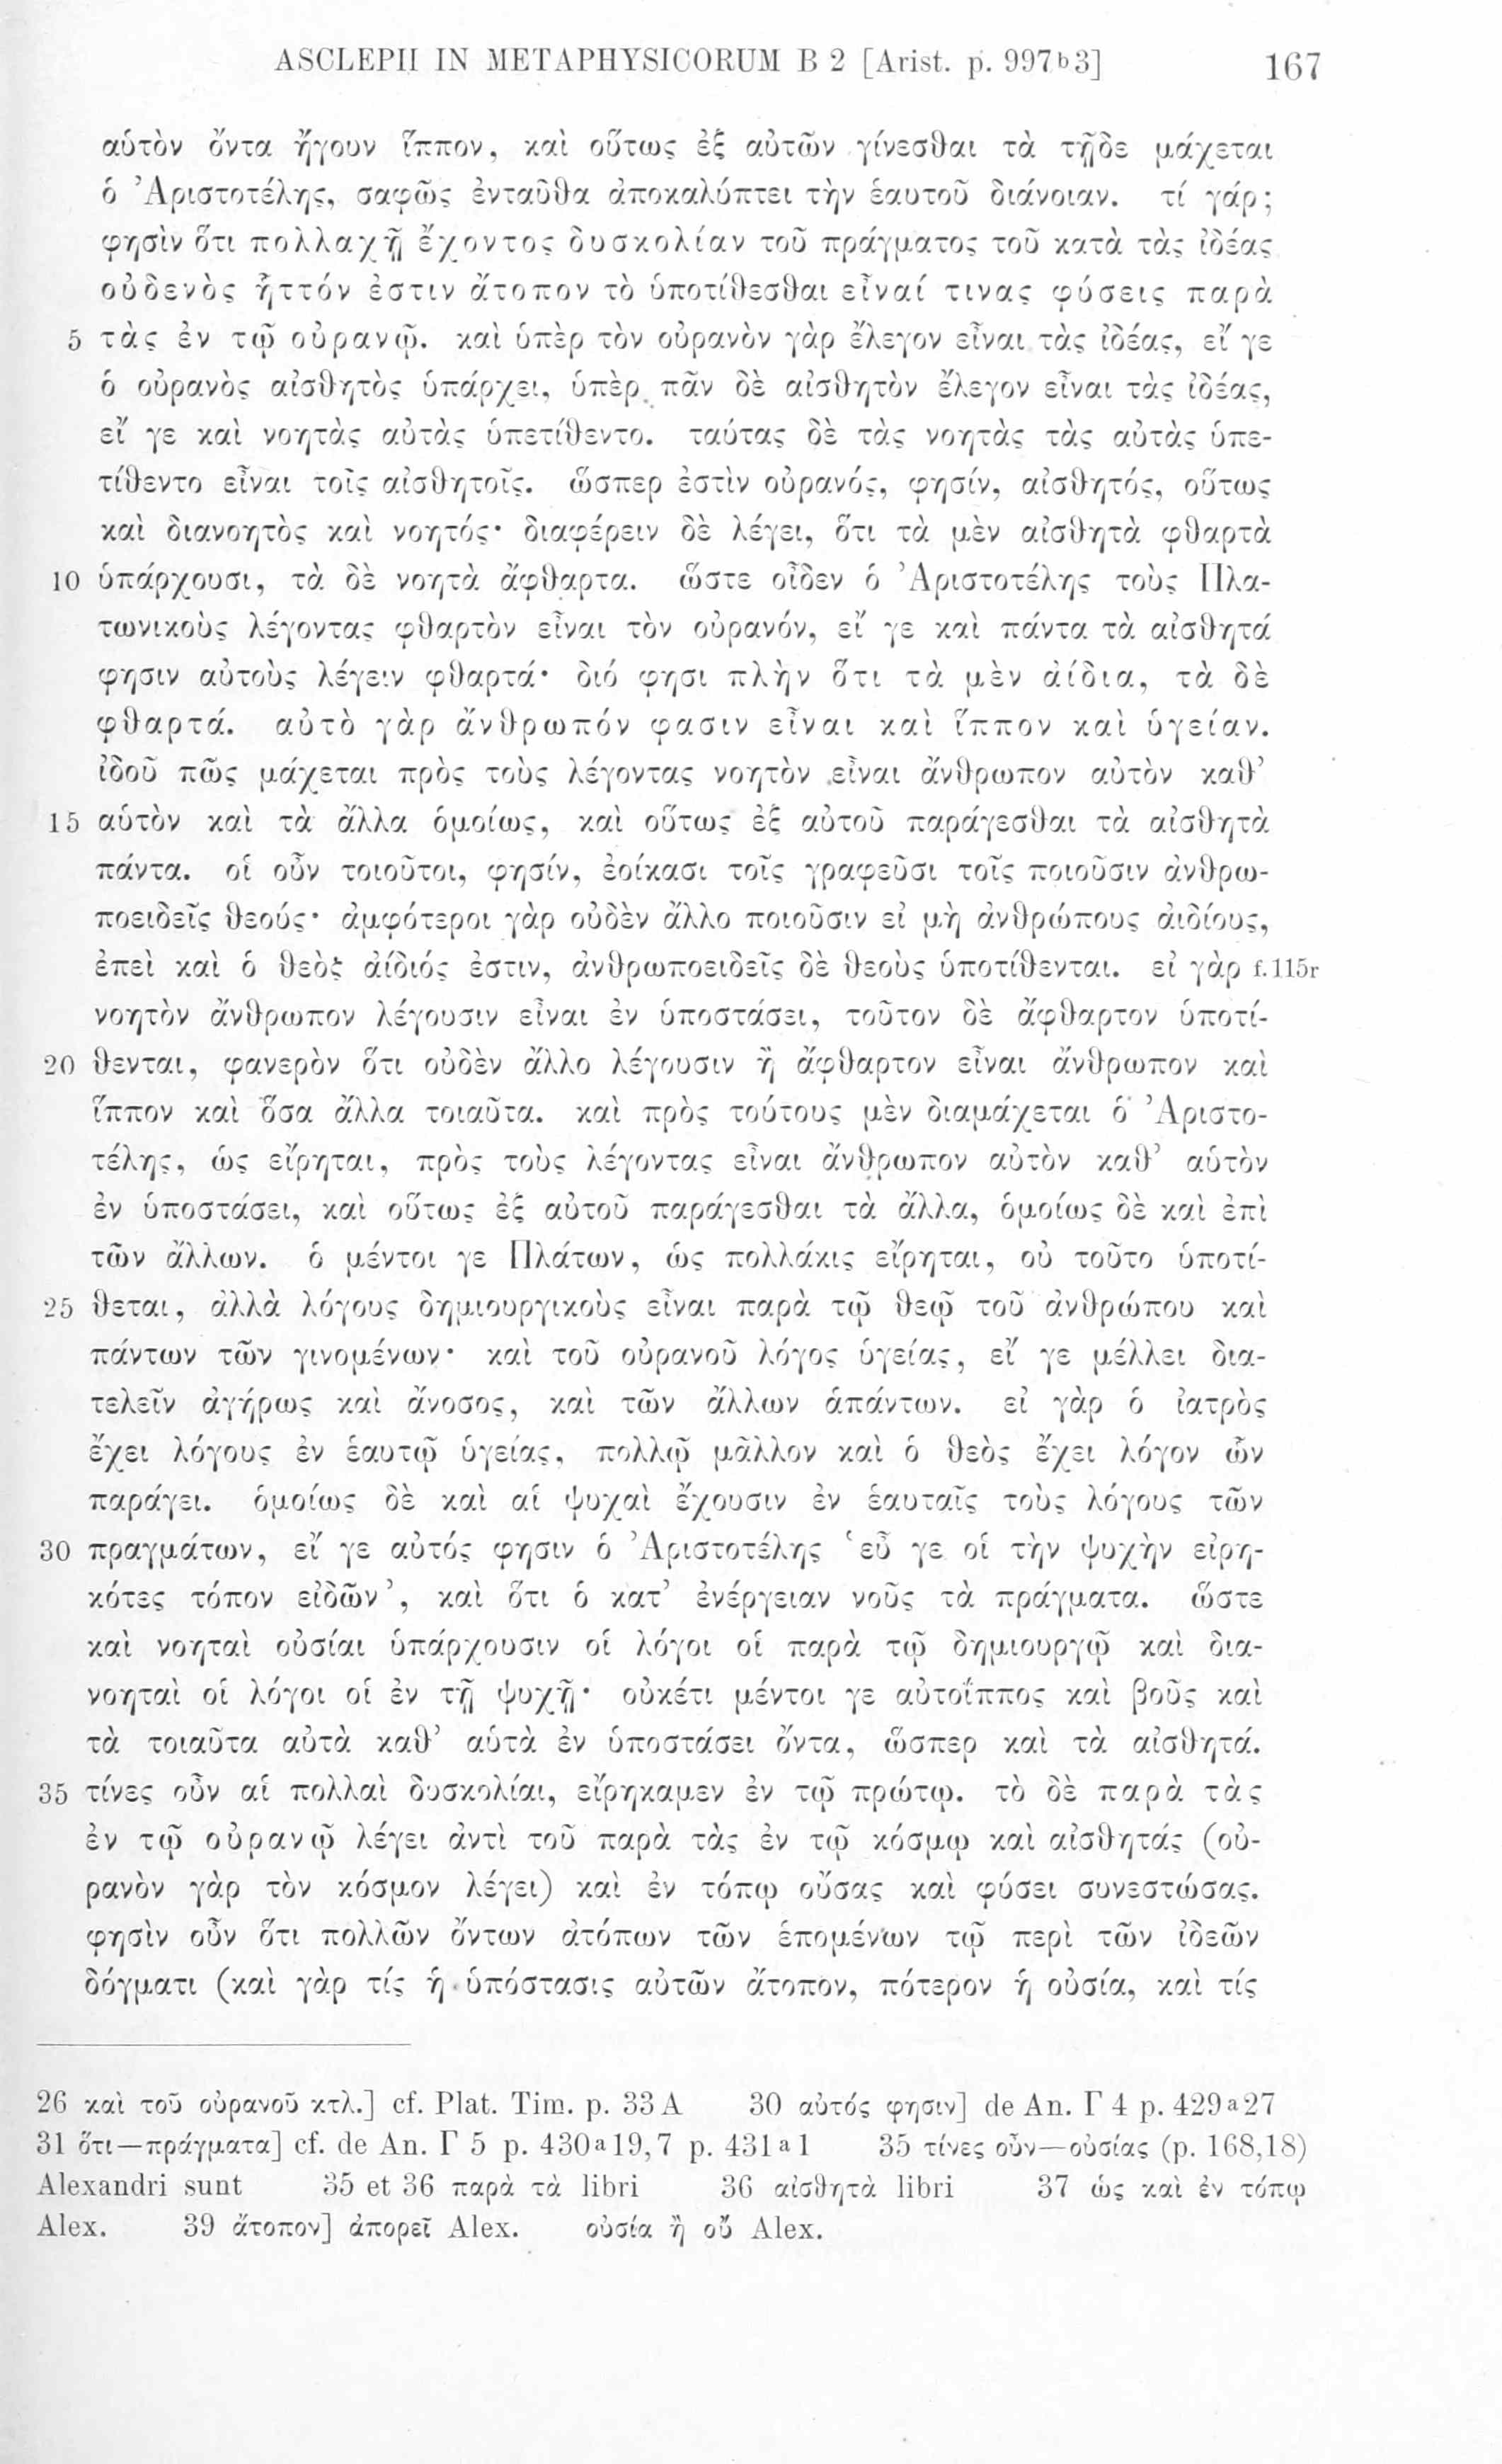 ASCLEPII IN METAPHYSICORUM B 2 [Arist. p. 997b3] 167
αὑτὸν ὄντα ἤγουν ἵππον, καὶ οὕτως ἐξ αὐτῶν γίνεσθαι τὰ τῇδε μάχεται
ὁ Ἀριστοτέλης, σαφῶς ἐνταῦθα ἀποκαλύπτει τὴν ἑαυτοῦ διάνοιαν. τί γάρ;
φησὶν ὅτι πολλαχῇ ἔχοντος δυσκολίαν τοῦ πράγματος τοῦ κατὰ τὰς ἰδέας
οὐδενὸς ἧττόν ἐστιν ἄτοπον τὸ ὑποτίθεσθαι εἶναί τινας φύσεις παρὰ
5 τὰς ἐν τῷ οὐρανῷ. καὶ ὑπὲρ τὸν οὐρανὸν γὰρ ἔλεγον εἶναι τὰς ἰδέας, εἴ γε
ὁ οὐρανὸς αἰσθητὸς ὑπάρχει, ὑπὲρ πᾶν δὲ αἰσθητὸν ἔλεγον εἶναι τὰς ἰδέας,
εἴ γε καὶ νοητὰς αὐτὰς ὑπετίθεντο. ταύτας δὲ τὰς νοητὰς τὰς αὐτὰς ὑπε-
τίθεντο εἶναι τοῖς αἰσθητοῖς. ὥσπερ ἐστὶν οὐρανός, φησίν, αἰσθητός, οὕτως
καὶ διανοητὸς καὶ νοητός· διαφέρειν δὲ λέγει, ὅτι τὰ μὲν αἰσθητὰ φθαρτὰ
10 ὑπάρχουσι, τὰ δὲ νοητὰ ἄφθαρτα. ὥστε οἶδεν ὁ Ἀριστοτέλης τοὺς Πλα-
τωνικοὺς λέγοντας φθαρτὸν εἶναι τὸν οὐρανόν, εἴ γε καὶ πάντα τὰ αἰσθητά
φησιν αὐτοὺς λέγειν φθαρτά· διό φησι πλὴν ὅτι τὰ μὲν ἀίδια, τὰ δὲ
φθαρτά. αὐτὸ γὰρ ἄνθρωπόν φασιν εἶναι καὶ ἵππον καὶ ὑγείαν.
ἰδοῦ πῶς μάχεται πρὸς τοὺς λέγοντας νοητὸν εἶναι ἄνθρωπον αὐτὸν καθ’
15 αὑτὸν καὶ τὰ ἄλλα ὁμοίως, καὶ οὕτως ἐξ αὐτοῦ παράγεσθαι τὰ αἰσθητὰ
πάντα. οἱ οὖν τοιοῦτοι, φησίν, ἐοίκασι τοῖς γραφεῦσι τοῖς ποιοῦσιν ἀνθρω-
ποειδεῖς θεούς· ἀμφότεροι γὰρ οὐδὲν ἄλλο ποιοῦσιν εἰ μὴ ἀνθρώπους ἀιδίους,
ἐπεὶ καὶ ὁ θεὸς ἀίδιός ἐστιν, ἀνθρωποειδεῖς δὲ θεοὺς ὑποτίθενται. εἰ γὰρ f.115r
νοητὸν ἄνθρωπον λέγουσιν εἶναι ἐν ὑποστάσει, τοῦτον δὲ ἄφθαρτον ὑποτί-
20 θενται, φανερὸν ὅτι οὐδὲν ἄλλο λέγουσιν ἢ ἄφθαρτον εἶναι ἄνθρωπον καὶ
ἵππον καὶ ὅσα ἄλλα τοιαῦτα. καὶ πρὸς τούτους μὲν διαμάχεται ὁ Ἀριστο-
τέλης, ὡς εἴρηται, πρὸς τοὺς λέγοντας εἶναι ἄνθρωπον αὐτὸν καθ’ αὑτὸν
ἐν ὑποστάσει, καὶ οὕτως ἐξ αὐτοῦ παράγεσθαι τὰ ἄλλα, ὁμοίως δὲ καὶ ἐπὶ
τῶν ἄλλων. ὁ μέντοι γε Πλάτων, ὡς πολλάκις εἴρηται, οὐ τοῦτο ὑποτί-
25 θεται, ἀλλὰ λόγους δημιουργικοὺς εἶναι παρὰ τῷ θεῷ τοῦ ἀνθρώπου καὶ
πάντων τῶν γινομένων· καὶ τοῦ οὐρανοῦ λόγος ὑγείας, εἴ γε μέλλει δια-
τελεῖν ἀγήρως καὶ ἄνοσος, καὶ τῶν ἄλλων ἁπάντων. εἰ γὰρ ὁ ἰατρὸς
ἔχει λόγους ἐν ἑαυτῷ ὑγείας, πολλῷ μᾶλλον καὶ ὁ θεὸς ἔχει λόγον ὧν
παράγει. ὁμοίως δὲ καὶ αἱ ψυχαὶ ἔχουσιν ἐν ἑαυταῖς τοὺς λόγους τῶν
30 πραγμάτων, εἴ γε αὐτός φησιν ὁ Ἀριστοτέλης ‘εὖ γε οἱ τὴν ψυχὴν εἰρη-
κότες τόπον εἰδῶν’, καὶ ὅτι ὁ κατ’ ἐνέργειαν νοῦς τὰ πράγματα. ὥστε
καὶ νοηταὶ οὐσίαι ὑπάρχουσιν οἱ λόγοι οἱ παρὰ τῷ δημιουργῷ καὶ δια-
νοηταὶ οἱ λόγοι οἱ ἐν τῇ ψυχῇ· οὐκέτι μέντοι γε αὐτοΐππος καὶ βοῦς καὶ
τὰ τοιαῦτα αὐτὰ καθ’ αὑτὰ ἐν ὑποστάσει ὄντα, ὥσπερ καὶ τὰ αἰσθητά.
35 τίνες οὖν αἱ πολλαὶ δυσκολίαι, εἰρήκαμεν ἐν τῷ πρώτῳ. τὸ δὲ παρὰ τὰς
ἐν τῷ οὐρανῷ λέγει ἀντὶ τοῦ παρὰ τὰς ἐν τῷ κόσμῳ καὶ αἰσθητάς (οὐ-
ρανὸν γὰρ τὸν κόσμον λέγει) καὶ ἐν τόπῳ οὔσας καὶ φύσει συνεστώσας.
φησὶν οὖν ὅτι πολλῶν ὄντων ἀτόπων τῶν ἑπομένων τῷ περὶ τῶν ἰδεῶν
δόγματι (καὶ γὰρ τίς ἡ ὑπόστασις αὐτῶν ἄτοπον, πότερον ἡ οὐσία, καὶ τίς
26 καὶ τοῦ οὐρανοῦ κτλ.] cf. Plat. Tim. p. 33 A 30 αὐτός φησιν] de An. Γ 4 p. 429a27
31 ὅτι—πράγματα] cf. de An. Γ 5 p. 430a19,7 p. 431a1 35 τίνες οὖν—οὐσίας (p. 168,18)
Alexandri sunt 35 et 36 παρὰ τὰ libri 36 αἰσθητὰ libri 37 ὡς καὶ ἐν τόπῳ
Alex. 39 ἄτοπον] ἀπορεῖ Alex. οὐσία ἢ οὔ Alex.